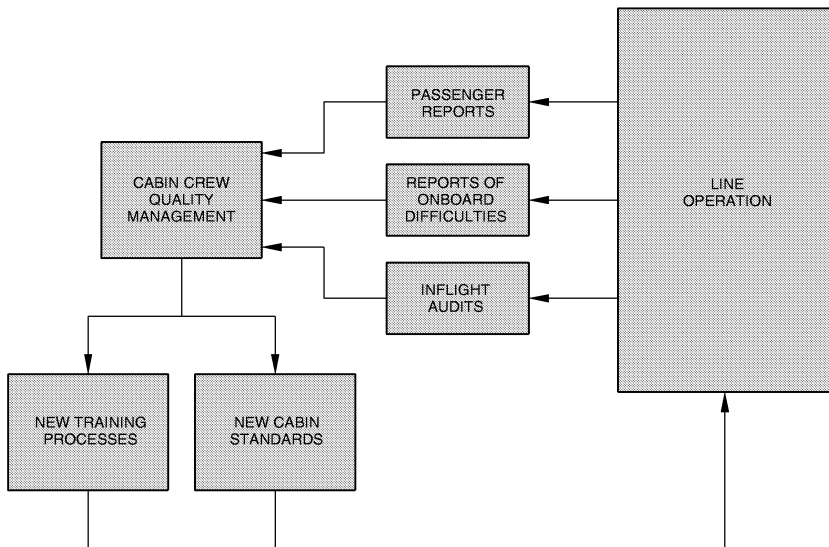 PASSENGER
REPORTS
CABIN CREW
QUALITY
MANAGEMENT
REPORTS OF
ONBOARD
DIFFICULTIES
LINE
OPERATION
INFLIGHT
AUDITS
NEW TRAINING
PROCESSES
NEW CABIN
STANDARDS